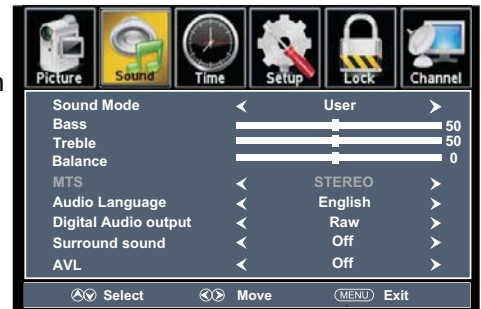 Picture Sound Time Setup Lock Channel
Sound Mode User
Bass 50
Treble 50
Balance 0
MTS STEREO
Audio Language English
Digital Audio output Raw
Surround sound Off
AVL Off
Select Move MENU Exit